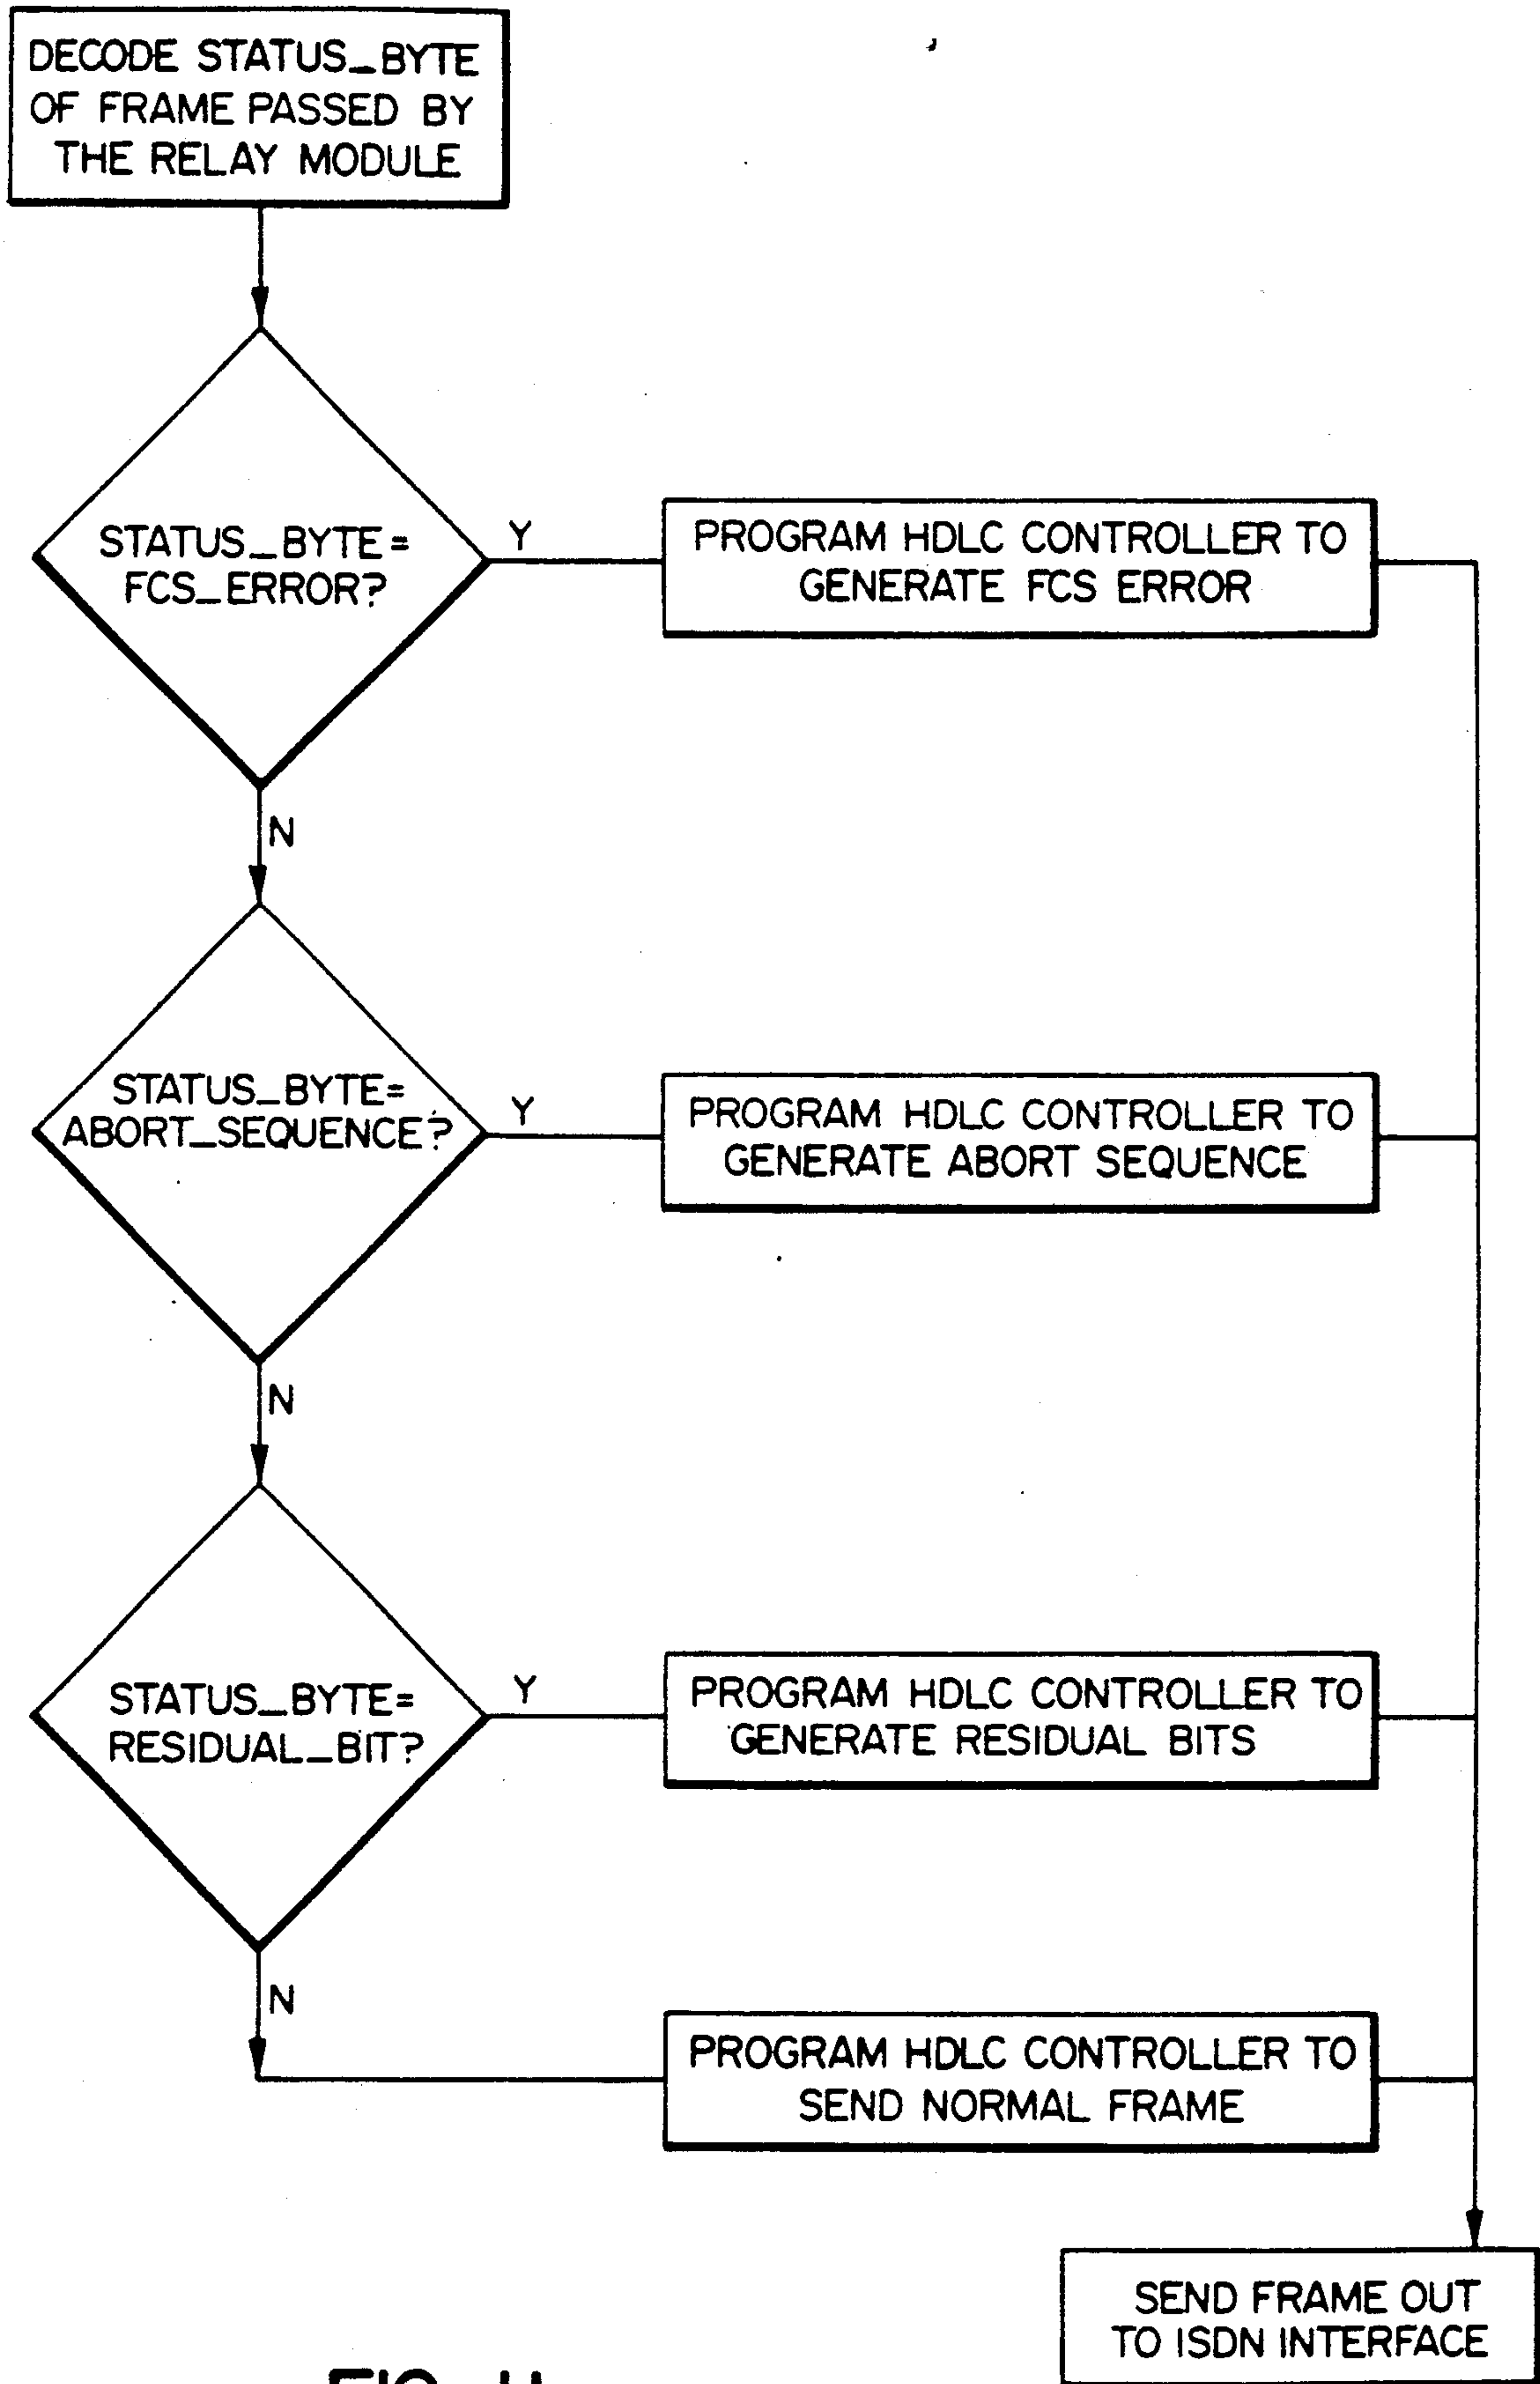 DECODE STATUS_BYTE
OF FRAME PASSED BY
THE RELAY MODULE
STATUS_BYTE=
FCS_ERROR?
Y
PROGRAM HDLC CONTROLLER TO
GENERATE FCS ERROR
N
STATUS_BYTE=
ABORT_SEQUENCE?
Y
PROGRAM HDLC CONTROLLER TO
GENERATE ABORT SEQUENCE
N
STATUS_BYTE=
RESIDUAL_BIT?
Y
PROGRAM HDLC CONTROLLER TO
GENERATE RESIDUAL BITS
N
PROGRAM HDLC CONTROLLER TO
SEND NORMAL FRAME
SEND FRAME OUT
TO ISDN INTERFACE